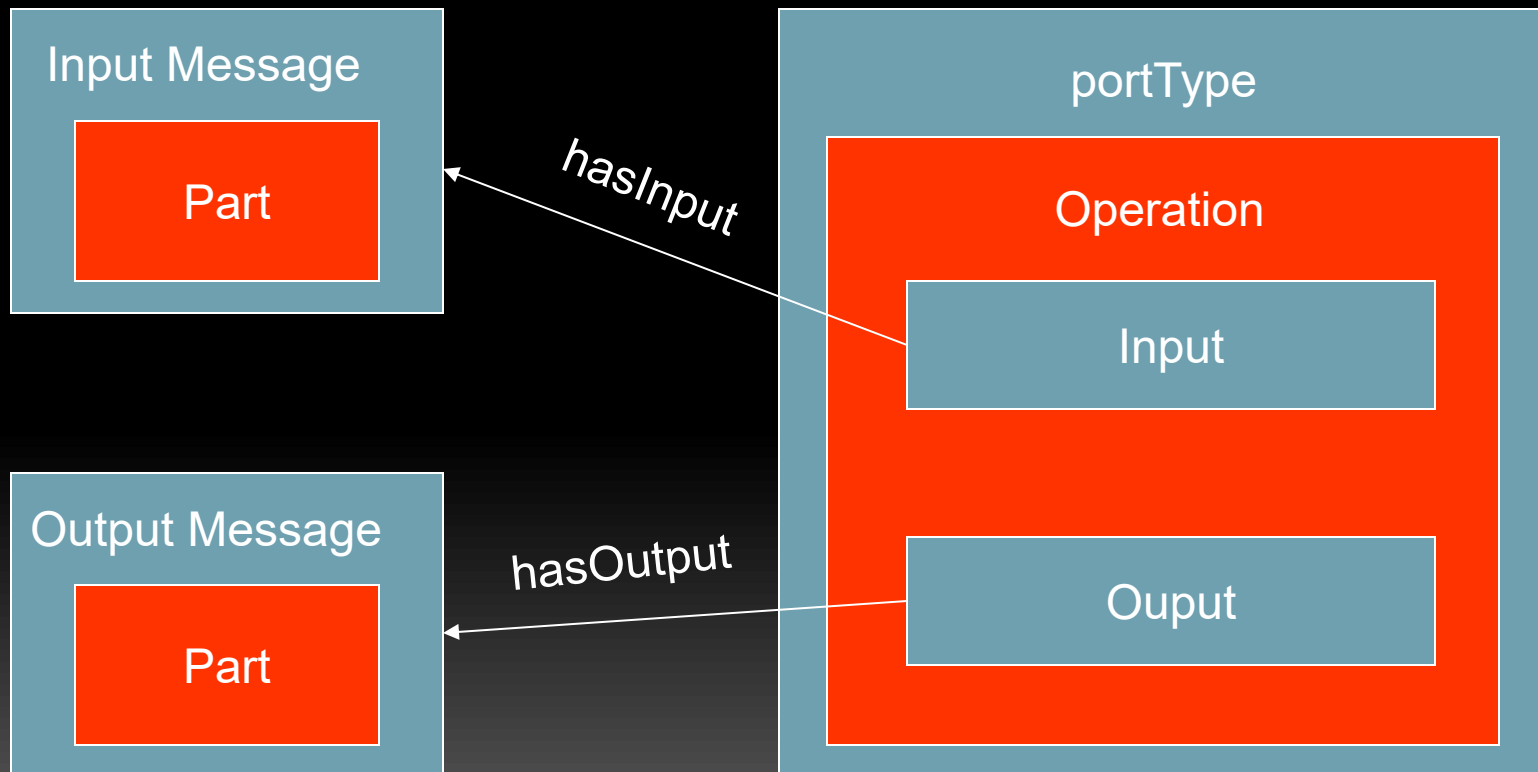 Input Message
Part
hasInput
portType
Operation
Input
Output Message
Part
hasOutput
Ouput